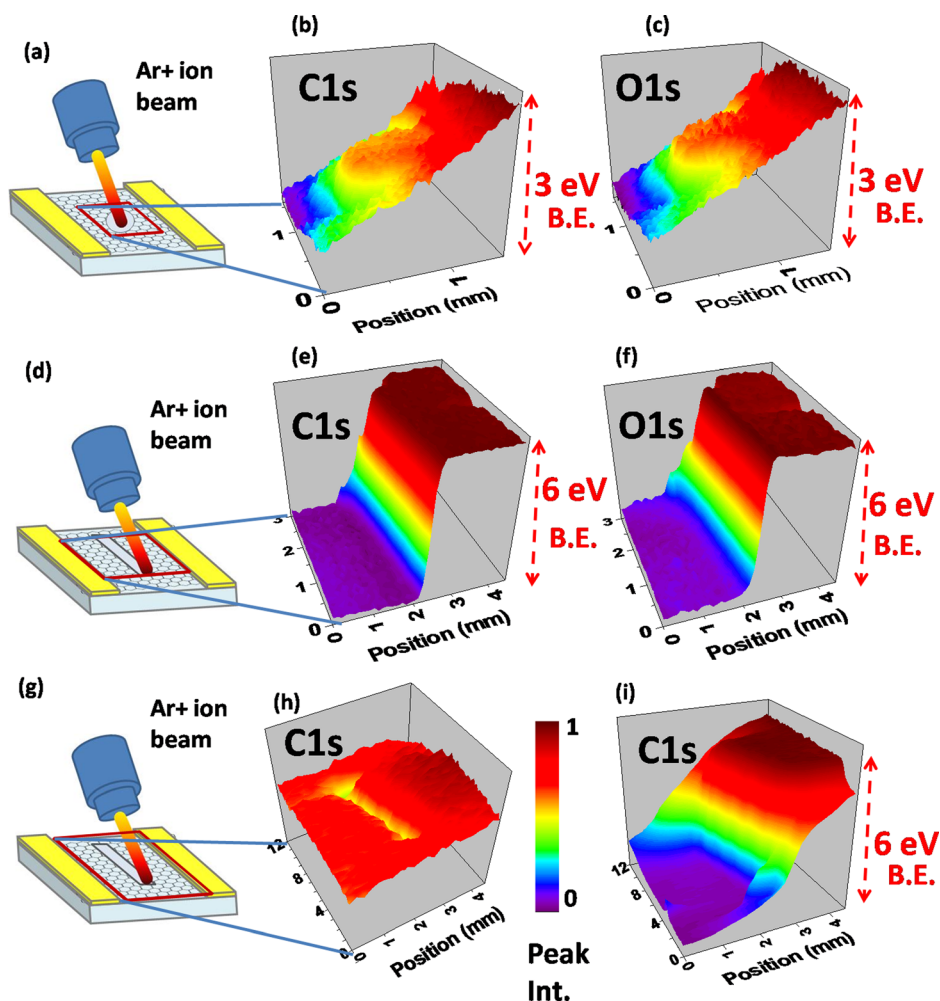 (a)
Ar+ ion
beam
(b)
C1s
3 eV
B.E.
1
0
0
1
Position (mm)
(c)
O1s
3 eV
B.E.
1
0
0
1
Position (mm)
(d)
Ar+ ion
beam
(e)
C1s
6 eV
B.E.
3
2
1
0
0
1
2
3
4
Position (mm)
(f)
O1s
6 eV
B.E.
3
2
1
0
0
1
2
3
4
Position (mm)
(g)
Ar+ ion
beam
(h)
C1s
12
8
4
0
0
1
2
3
4
Position (mm)
1
0
Peak
Int.
(i)
C1s
6 eV
B.E.
12
8
4
0
0
1
2
3
4
Position (mm)